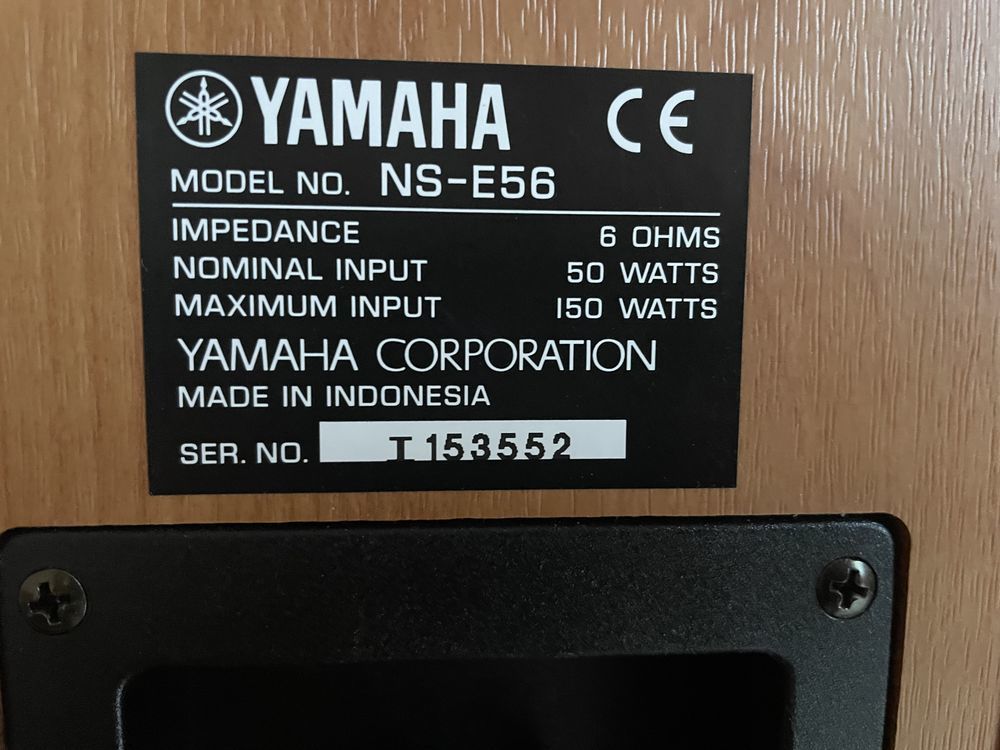 YAMAHA CE
MODEL NO. NS-E56
IMPEDANCE 6 OHMS
NOMINAL INPUT 50 WATTS
MAXIMUM INPUT 150 WATTS
YAMAHA CORPORATION
MADE IN INDONESIA
SER. NO. I153552